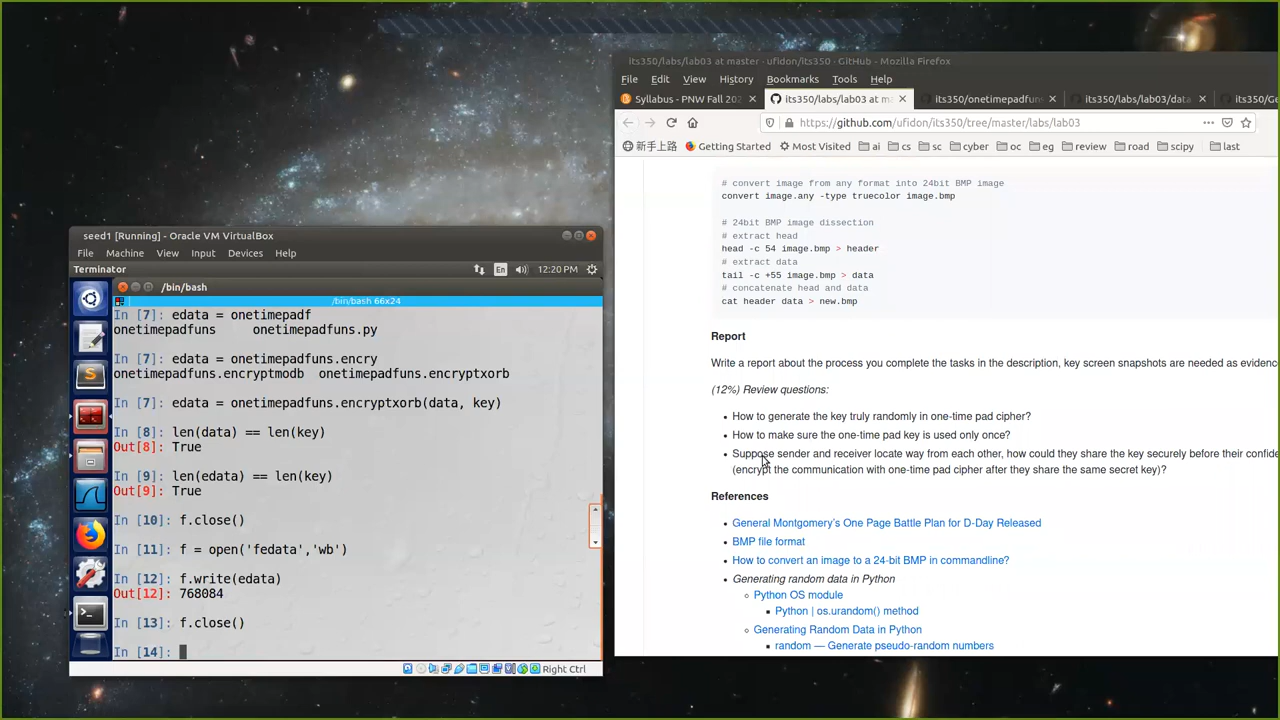 its350/labs/lab03 at master · ufidon/its350 · GitHub - Mozilla Firefox
File Edit View History Bookmarks Tools Help
Syllabus - PNW Fall 202 its350/labs/lab03 at ma its350/onetimepadfun its350/labs/lab03/data its350/Ge
https://github.com/ufidon/its350/tree/master/labs/lab03
新手上路 Getting Started Most Visited ai cs sc cyber oc eg review road scipy last
# convert image from any format into 24bit BMP image
convert image.any -type truecolor image.bmp
# 24bit BMP image dissection
# extract head
head -c 54 image.bmp > header
# extract data
tail -c +55 image.bmp > data
# concatenate head and data
cat header data > new.bmp
Report
Write a report about the process you complete the tasks in the description, key screen snapshots are needed as evidenc
(12%) Review questions:
How to generate the key truly randomly in one-time pad cipher?
How to make sure the one-time pad key is used only once?
Suppose sender and receiver locate way from each other, how could they share the key securely before their confide
(encrypt the communication with one-time pad cipher after they share the same secret key)?
References
General Montgomery's One Page Battle Plan for D-Day Released
BMP file format
How to convert an image to a 24-bit BMP in commandline?
Generating random data in Python
Python OS module
Python | os.urandom() method
Generating Random Data in Python
random — Generate pseudo-random numbers
seed1 [Running] - Oracle VM VirtualBox
File Machine View Input Devices Help
Terminator En 12:20 PM
/bin/bash
/bin/bash 66x24
In [7]: edata = onetimepadf
onetimepadfuns onetimepadfuns.py
In [7]: edata = onetimepadfuns.encry
onetimepadfuns.encryptmodb onetimepadfuns.encryptxorb
In [7]: edata = onetimepadfuns.encryptxorb(data, key)
In [8]: len(data) == len(key)
Out[8]: True
In [9]: len(edata) == len(key)
Out[9]: True
In [10]: f.close()
In [11]: f = open('fedata','wb')
In [12]: f.write(edata)
Out[12]: 768084
In [13]: f.close()
In [14]:
Right Ctrl